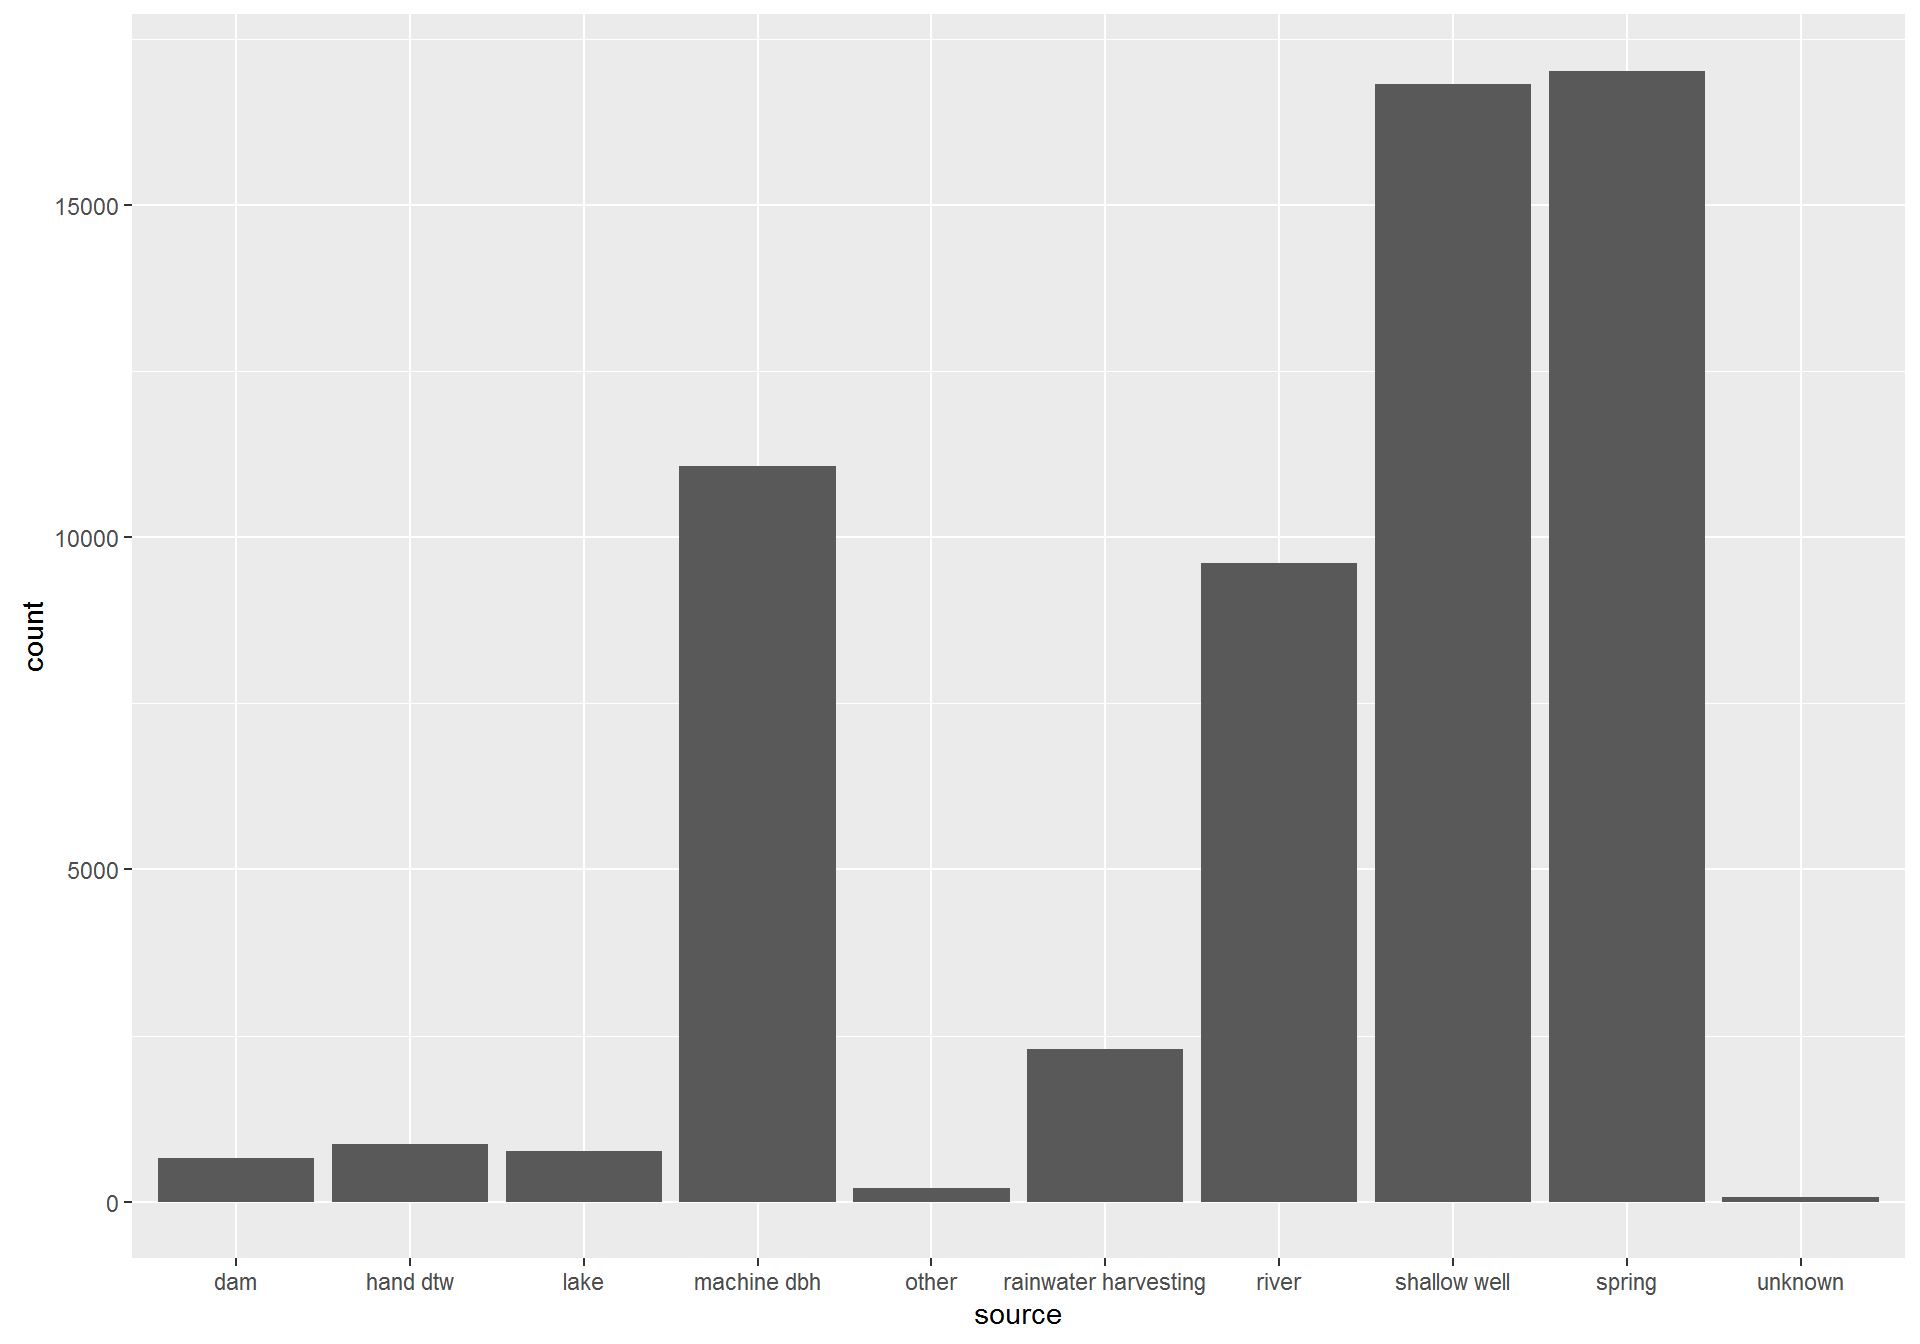 count
15000
10000
5000
0
dam hand dtw lake machine dbh other rainwater harvesting river shallow well spring unknown
source